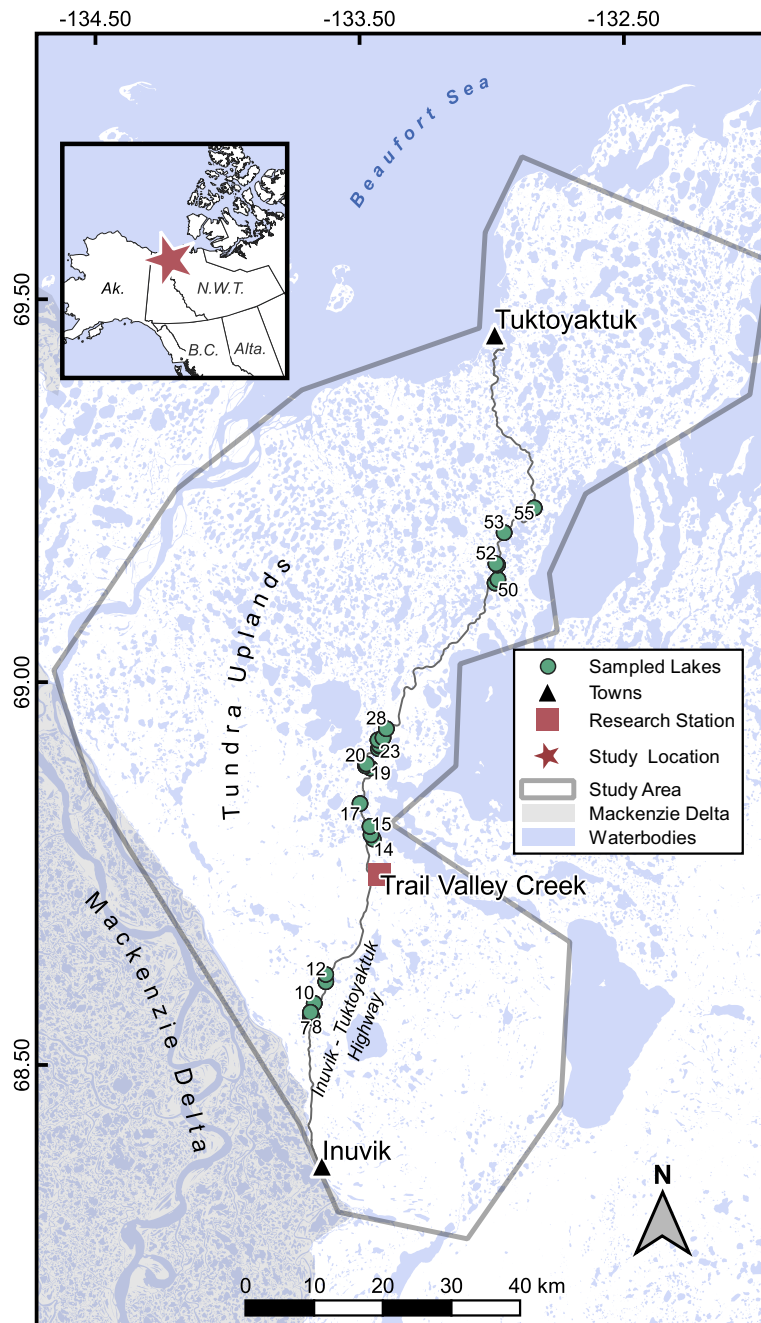 -134.50
-133.50
-132.50
Beaufort Sea
Ak.
N.W.T.
B.C.
Alta.
69.50
Tuktoyaktuk
55
53
52
50
Tundra Uplands
69.00
Sampled Lakes
Towns
Research Station
Study Location
Study Area
Mackenzie Delta
Waterbodies
28
23
20
19
17
15
14
Trail Valley Creek
Mackenzie Delta
12
10
78
Inuvik - Tuktoyaktuk
Highway
68.50
Inuvik
N
0 10 20 30 40 km